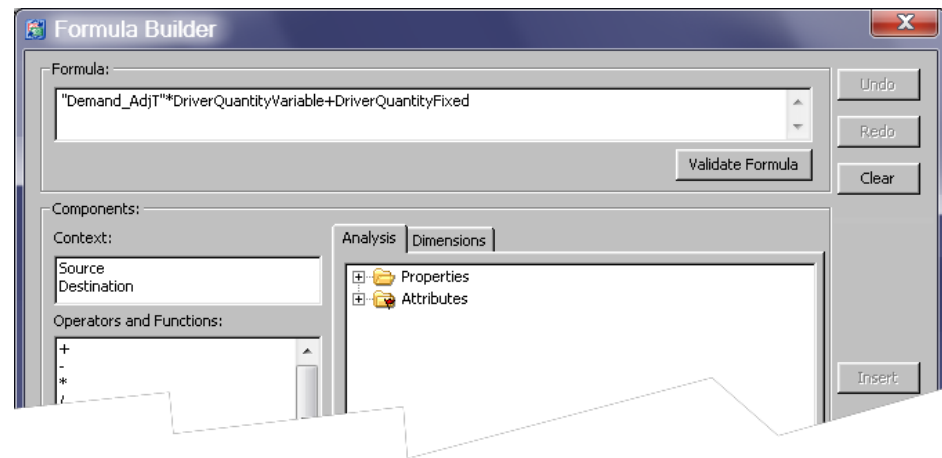 Formula Builder
Formula:
"Demand_AdjT"*DriverQuantityVariable+DriverQuantityFixed
Undo
Redo
Validate Formula
Clear
Components:
Context:
Analysis
Dimensions
Source
Destination
Properties
Attributes
Operators and Functions:
+
-
*
/
Insert